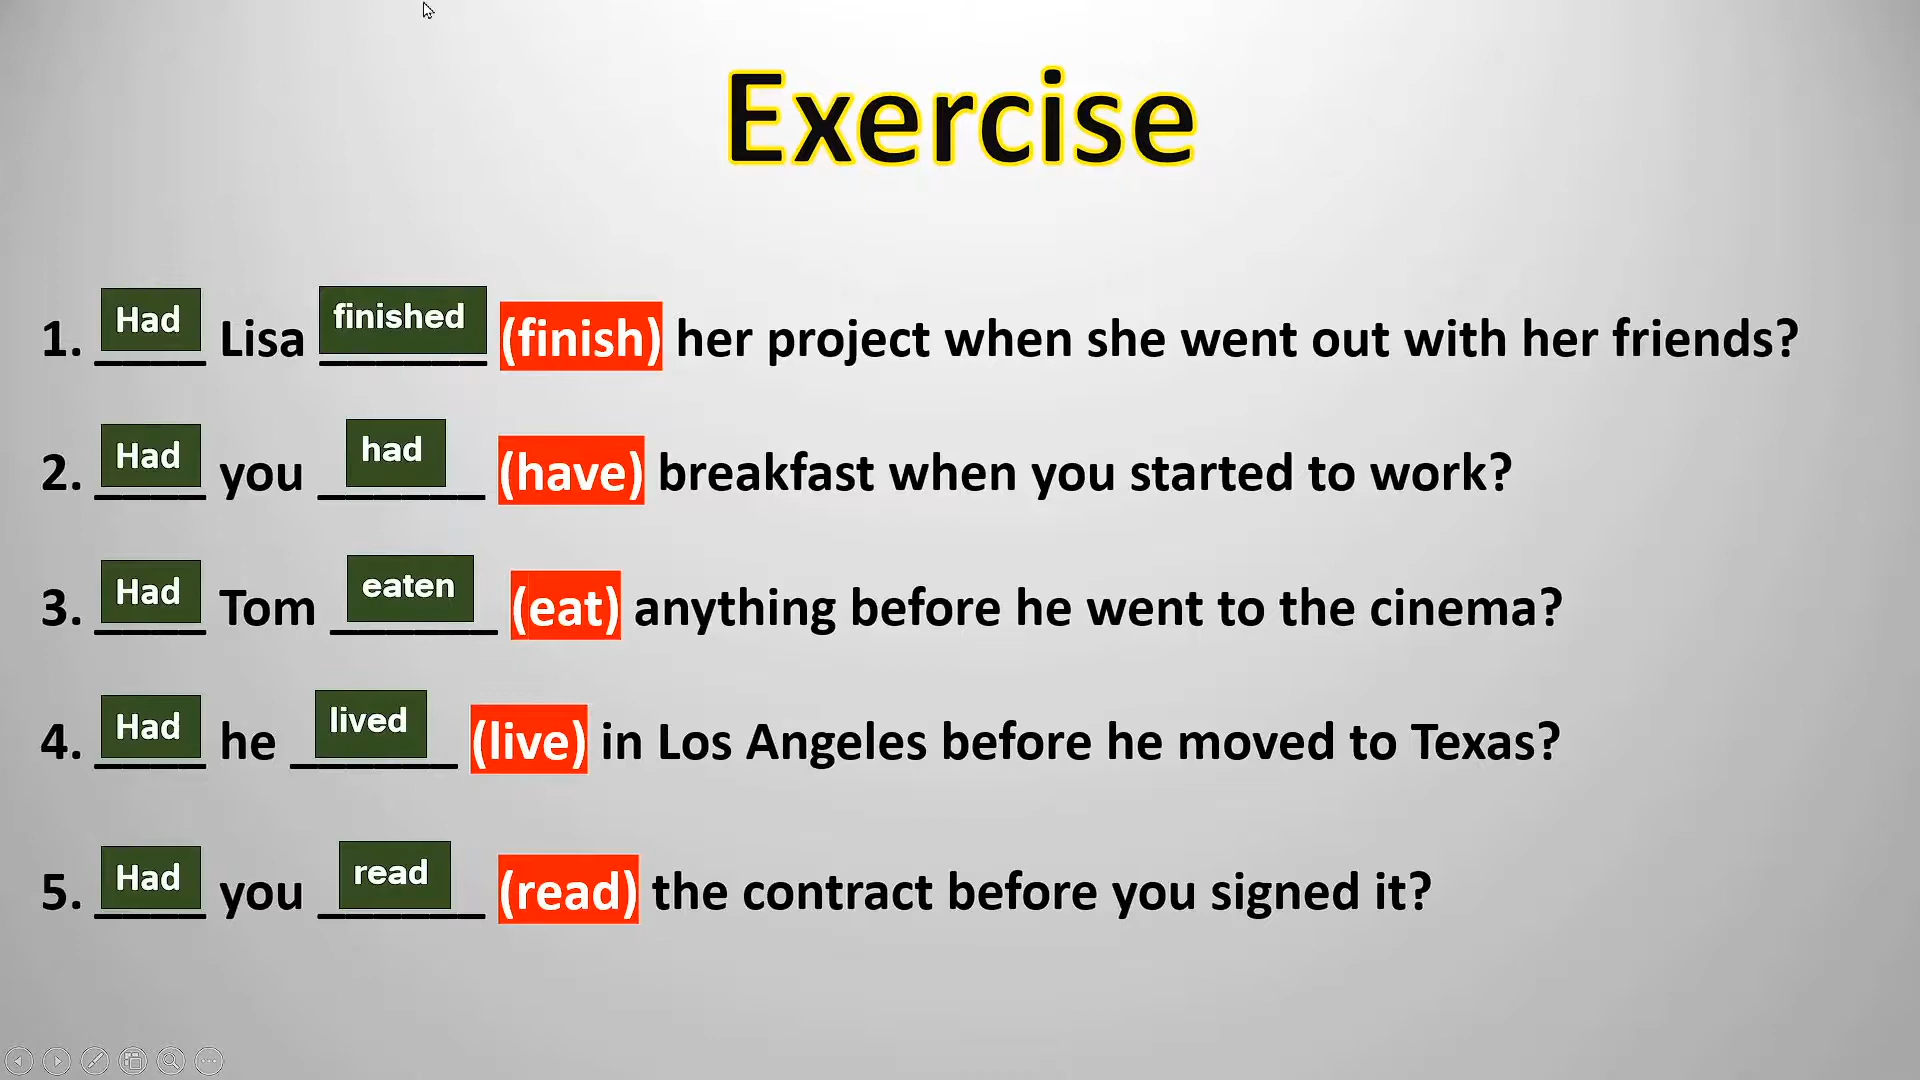 Exercise
1. Had Lisa finished (finish) her project when she went out with her friends?
2. Had you had (have) breakfast when you started to work?
3. Had Tom eaten (eat) anything before he went to the cinema?
4. Had he lived (live) in Los Angeles before he moved to Texas?
5. Had you read (read) the contract before you signed it?